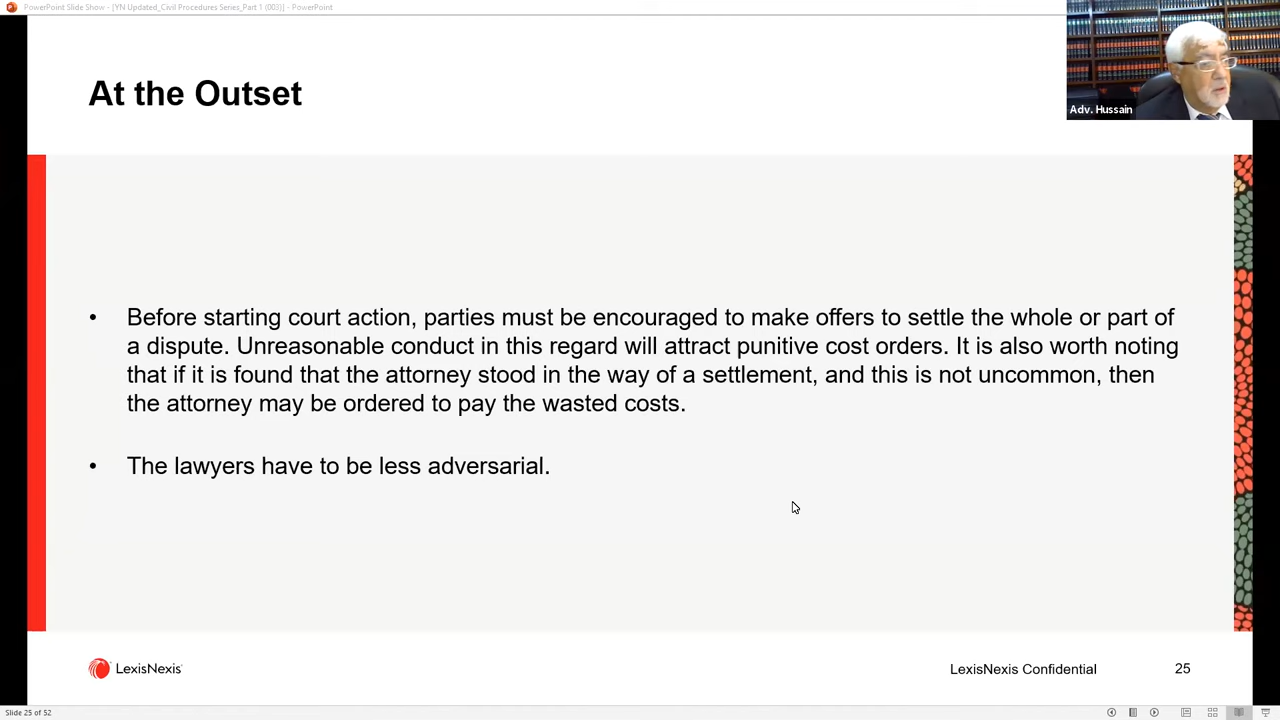 PowerPoint Slide Show - [YN Updated_Civil Procedures Series_Part 1 (003)] - PowerPoint
At the Outset
Adv. Hussain
• Before starting court action, parties must be encouraged to make offers to settle the whole or part of
a dispute. Unreasonable conduct in this regard will attract punitive cost orders. It is also worth noting
that if it is found that the attorney stood in the way of a settlement, and this is not uncommon, then
the attorney may be ordered to pay the wasted costs.
• The lawyers have to be less adversarial.
LexisNexis
LexisNexis Confidential
25
Slide 25 of 52